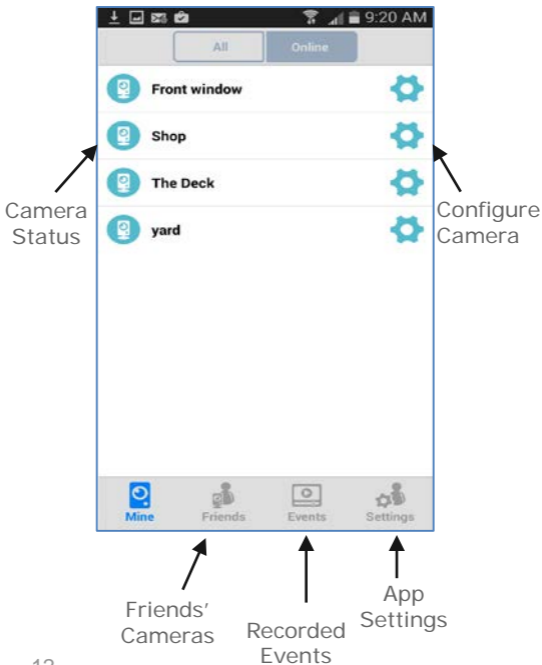 9:20 AM
All Online
Front window
Shop
The Deck
yard
Camera
Status
Configure
Camera
Mine Friends Events Settings
Friends'
Cameras
Recorded
Events
App
Settings
12